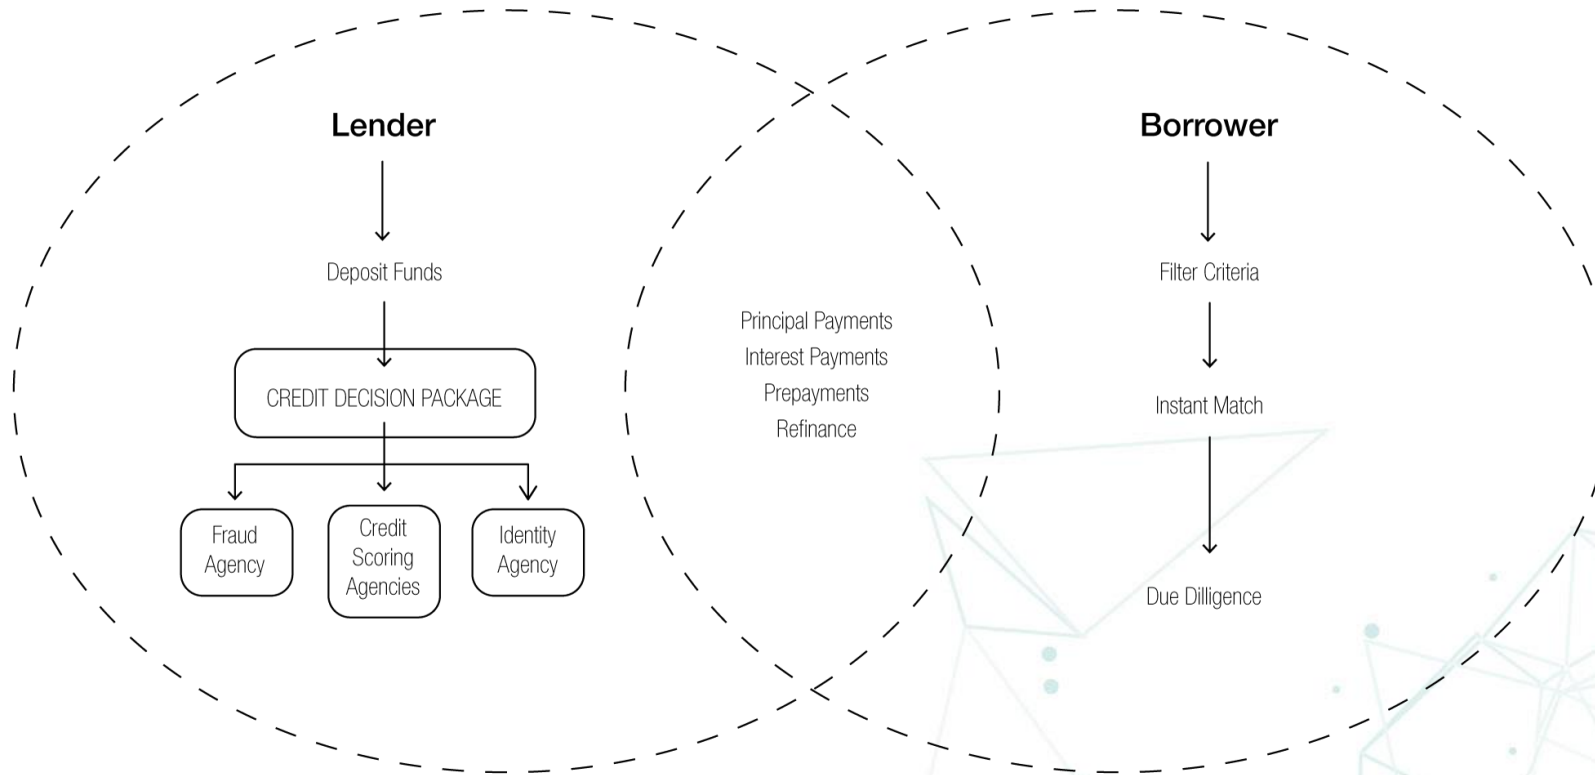 Lender
Deposit Funds
CREDIT DECISION PACKAGE
Fraud
Agency
Credit
Scoring
Agencies
Identity
Agency
Principal Payments
Interest Payments
Prepayments
Refinance
Borrower
Filter Criteria
Instant Match
Due Dilligence